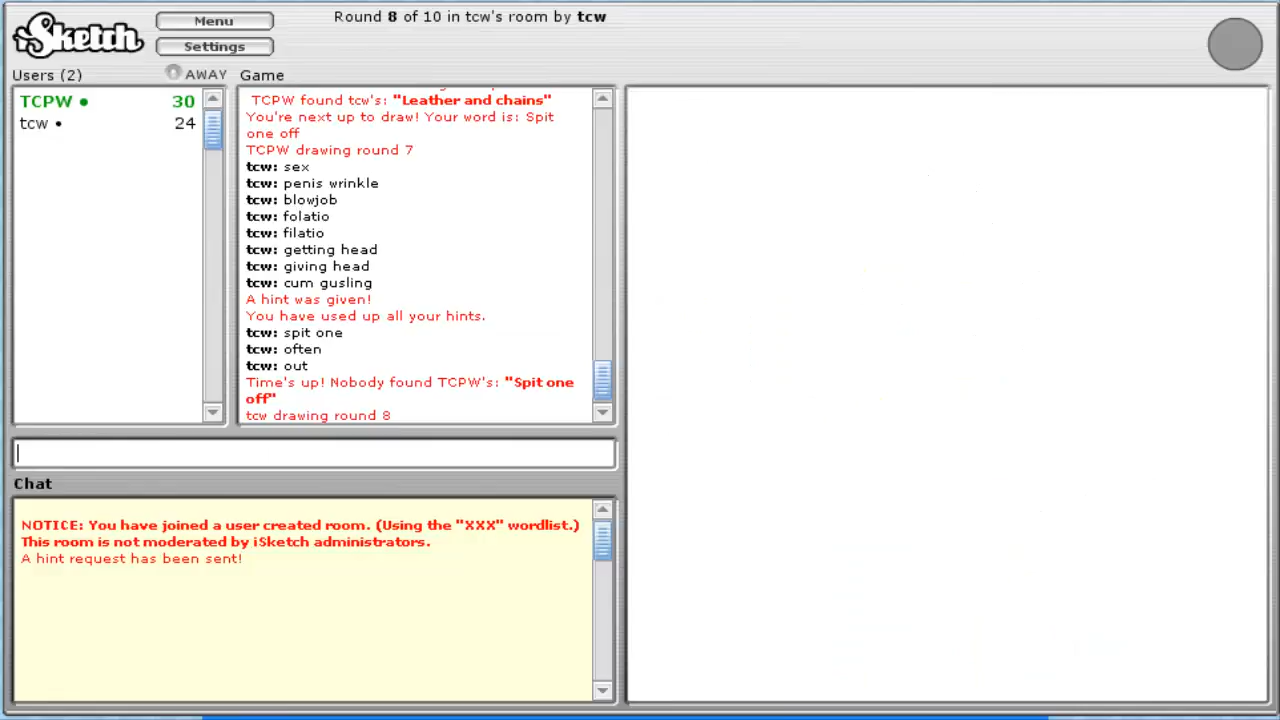 iSketch
Menu
Settings
Round 8 of 10 in tcw's room by tcw
Users (2)
AWAY
Game
TCPW • 30
tcw • 24
TCPW found tcw's: "Leather and chains"
You're next up to draw! Your word is: Spit
one off
TCPW drawing round 7
tcw: sex
tcw: penis wrinkle
tcw: blowjob
tcw: folatio
tcw: filatio
tcw: getting head
tcw: giving head
tcw: cum gusling
A hint was given!
You have used up all your hints.
tcw: spit one
tcw: often
tcw: out
Time's up! Nobody found TCPW's: "Spit one
off"
tcw drawing round 8
Chat
NOTICE: You have joined a user created room. (Using the "XXX" wordlist.)
This room is not moderated by iSketch administrators.
A hint request has been sent!